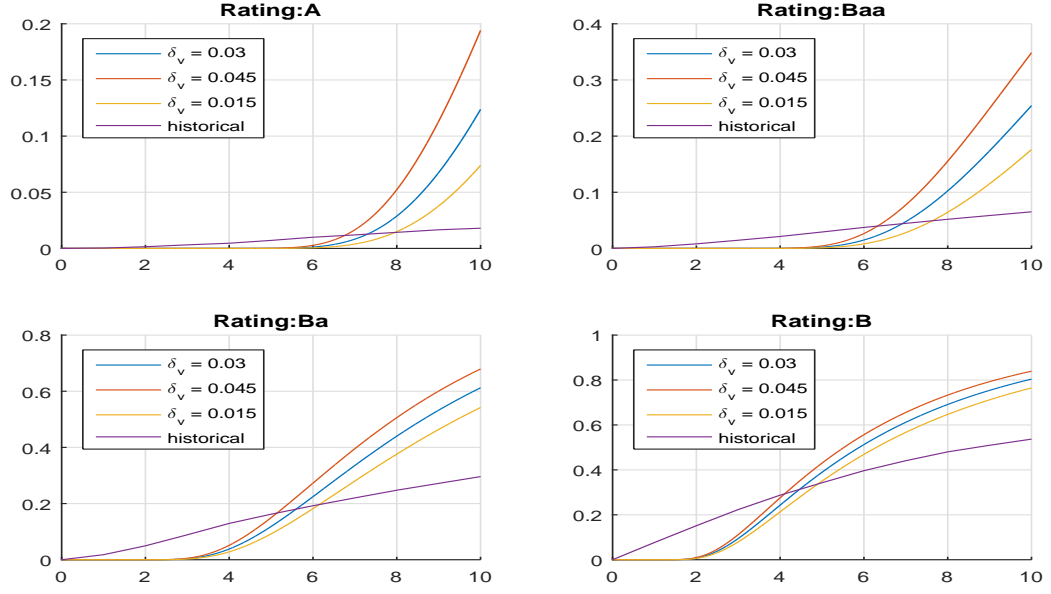 Rating:A
0.2
0.15
0.1
0.05
0
0 2 4 6 8 10
δv = 0.03
δv = 0.045
δv = 0.015
historical
Rating:Baa
0.4
0.3
0.2
0.1
0
0 2 4 6 8 10
δv = 0.03
δv = 0.045
δv = 0.015
historical
Rating:Ba
0.8
0.6
0.4
0.2
0
0 2 4 6 8 10
δv = 0.03
δv = 0.045
δv = 0.015
historical
Rating:B
1
0.8
0.6
0.4
0.2
0
0 2 4 6 8 10
δv = 0.03
δv = 0.045
δv = 0.015
historical